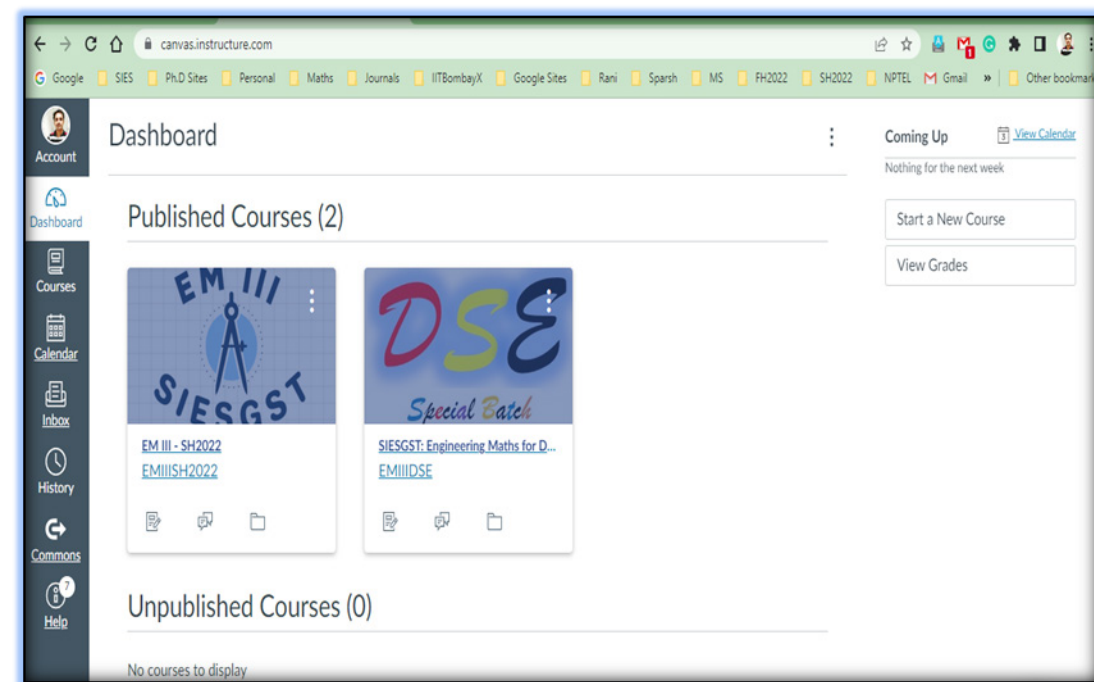 canvas.instructure.com
1
Google SIES Ph.D Sites Personal Maths Journals IITBombayX Google Sites Rani Sparsh MS FH2022 SH2022 NPTEL Gmail » Other bookmark
Account
Dashboard
Courses
Calendar
Inbox
History
Commons
7
Help
Dashboard
Published Courses (2)
EM III
SIESGST
EM III - SH2022
EMIIISH2022
DSE
Special Batch
SIESGST: Engineering Maths for D...
EMIIIDSE
Unpublished Courses (0)
No courses to display
Coming Up
3 View Calendar
Nothing for the next week
Start a New Course
View Grades